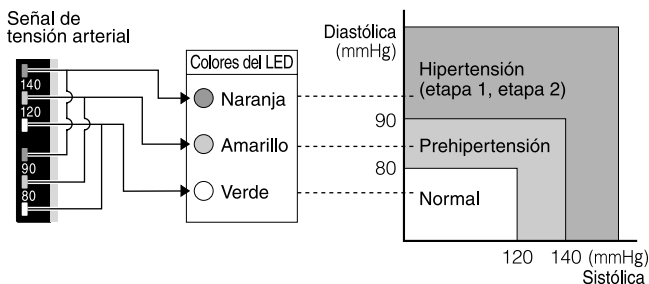 Señal de
tensión arterial
140
120
90
80
Colores del LED
Naranja
Amarillo
Verde
Diastólica
(mmHg)
90
80
Hipertensión
(etapa 1, etapa 2)
Prehipertensión
Normal
120 140 (mmHg)
Sistólica